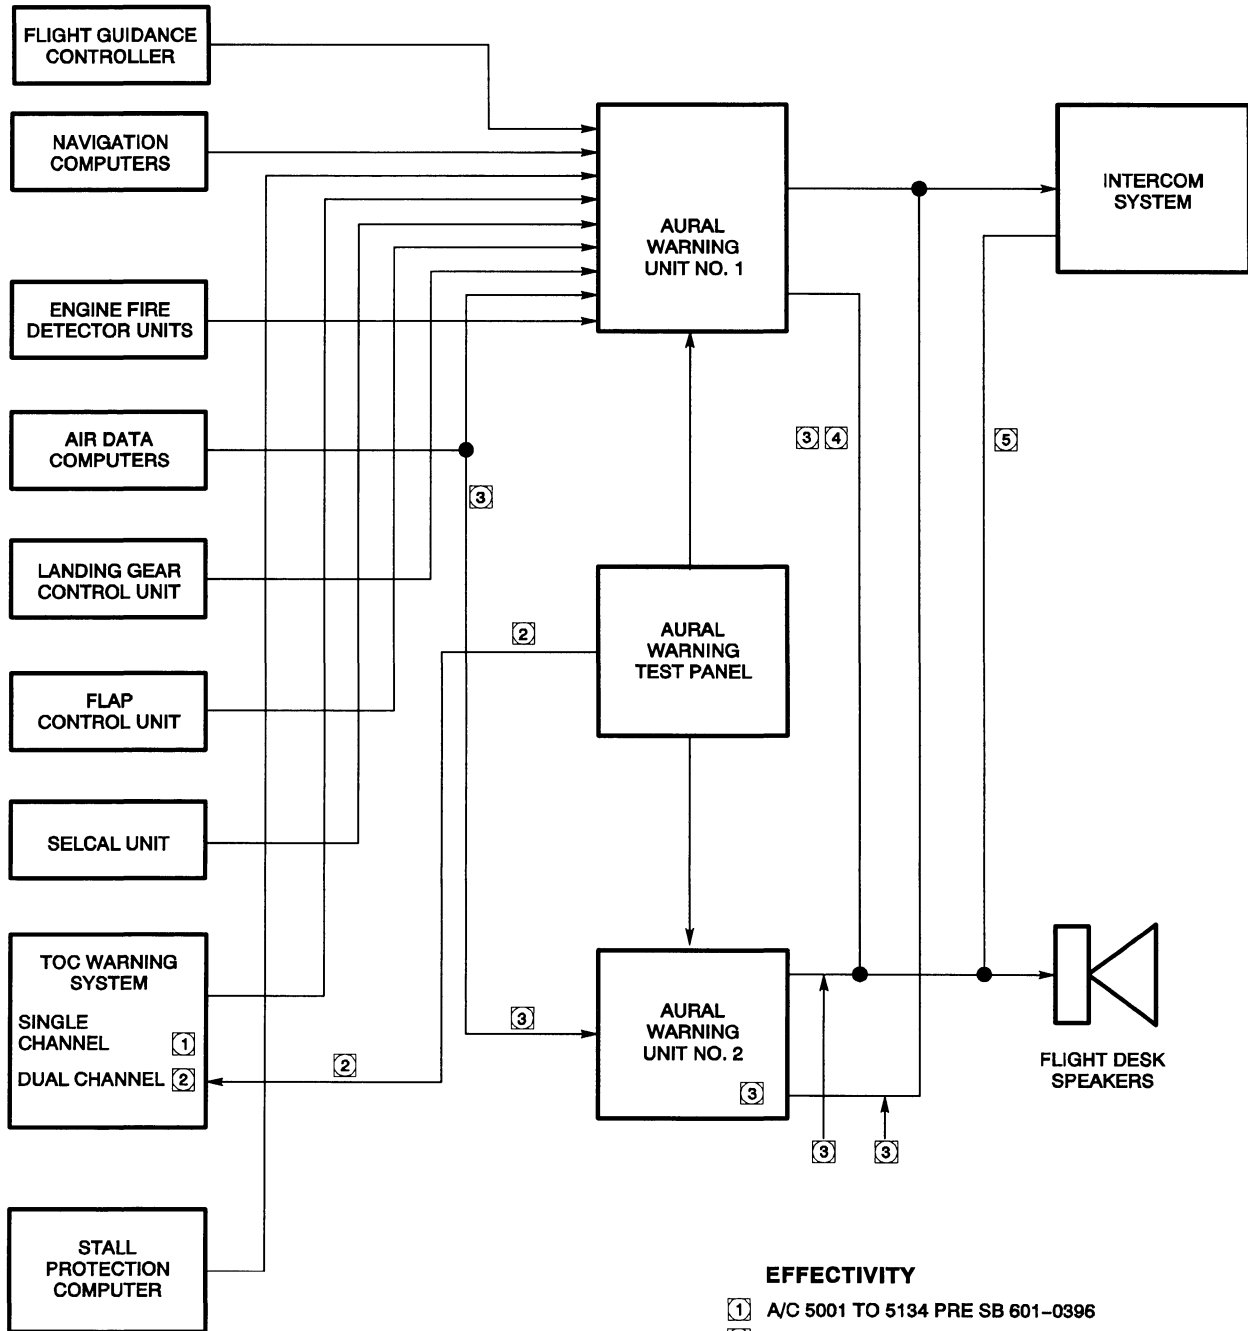 FLIGHT GUIDANCE
CONTROLLER
NAVIGATION
COMPUTERS
ENGINE FIRE
DETECTOR UNITS
AIR DATA
COMPUTERS
LANDING GEAR
CONTROL UNIT
FLAP
CONTROL UNIT
SELCAL UNIT
TOC WARNING
SYSTEM
SINGLE
CHANNEL 1
DUAL CHANNEL 2
STALL
PROTECTION
COMPUTER
3
2
3
2
AURAL
WARNING
UNIT NO. 1
AURAL
WARNING
TEST PANEL
AURAL
WARNING
UNIT NO. 2
3
3 4
5
3
3
INTERCOM
SYSTEM
FLIGHT DESK
SPEAKERS
EFFECTIVITY
1 A/C 5001 TO 5134 PRE SB 601-0396